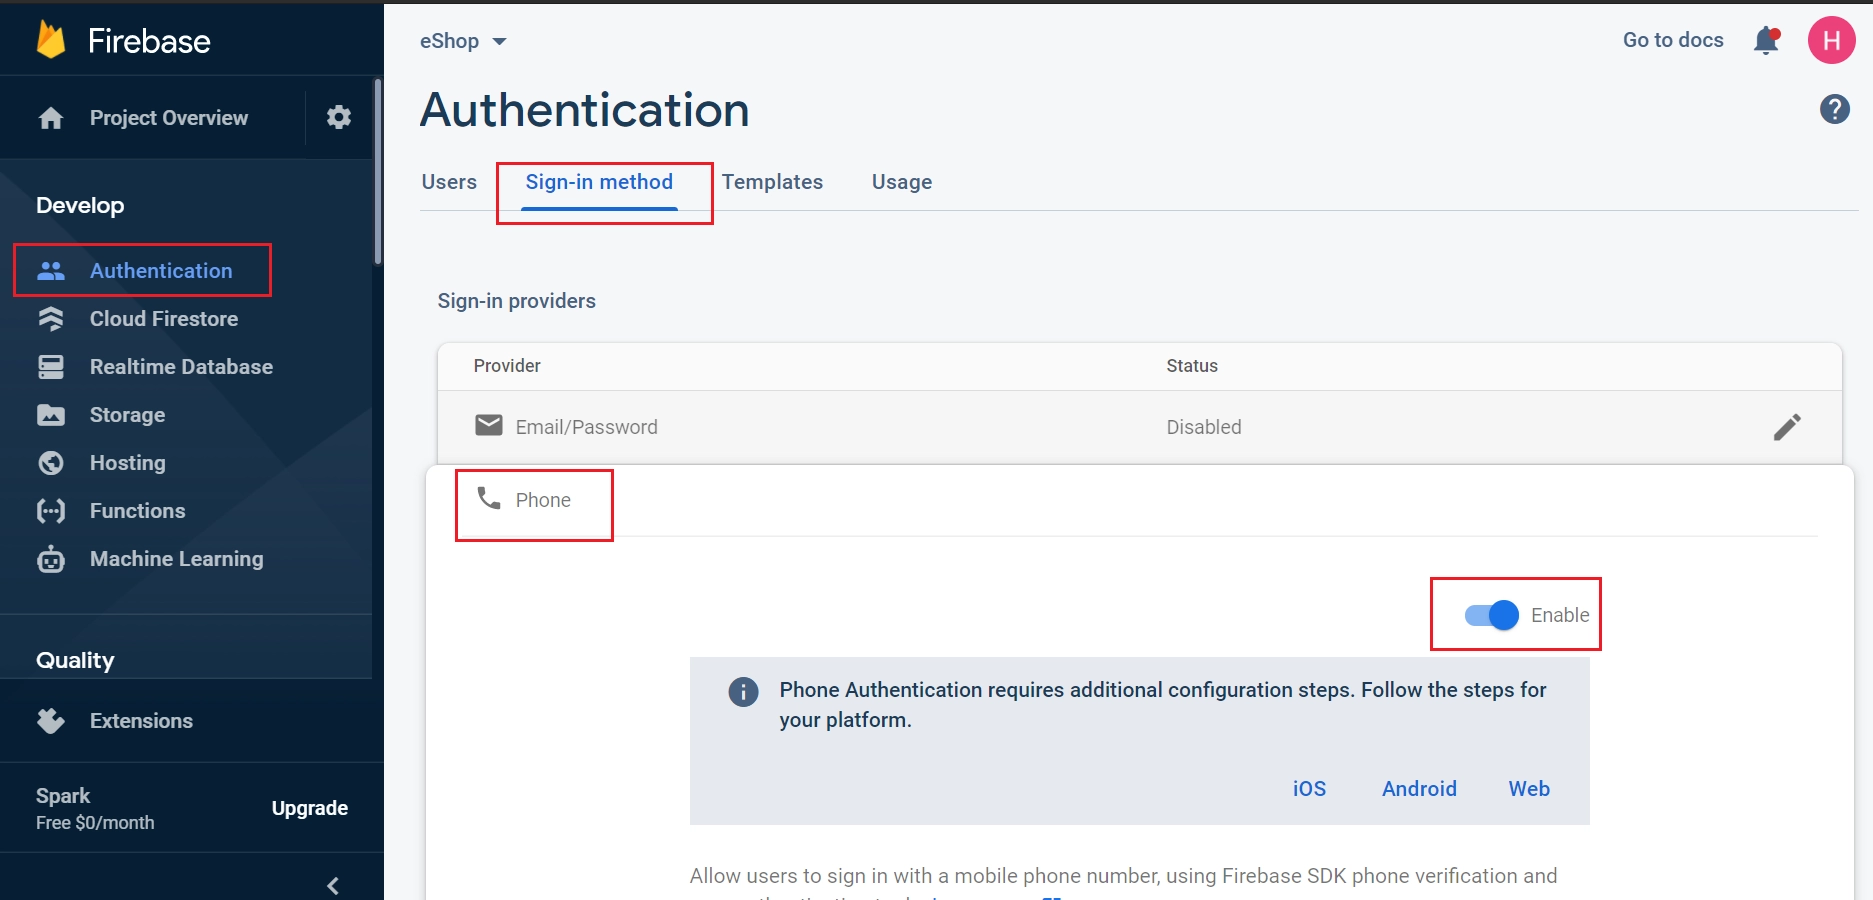 Firebase
Project Overview
Develop
Authentication
Cloud Firestore
Realtime Database
Storage
Hosting
Functions
Machine Learning
Quality
Extensions
Spark
Free $0/month
Upgrade
eShop
Go to docs
H
Authentication
?
Users Sign-in method Templates Usage
Sign-in providers
Provider Status
Email/Password Disabled
Phone
Enable
Phone Authentication requires additional configuration steps. Follow the steps for
your platform.
iOS Android Web
Allow users to sign in with a mobile phone number, using Firebase SDK phone verification and